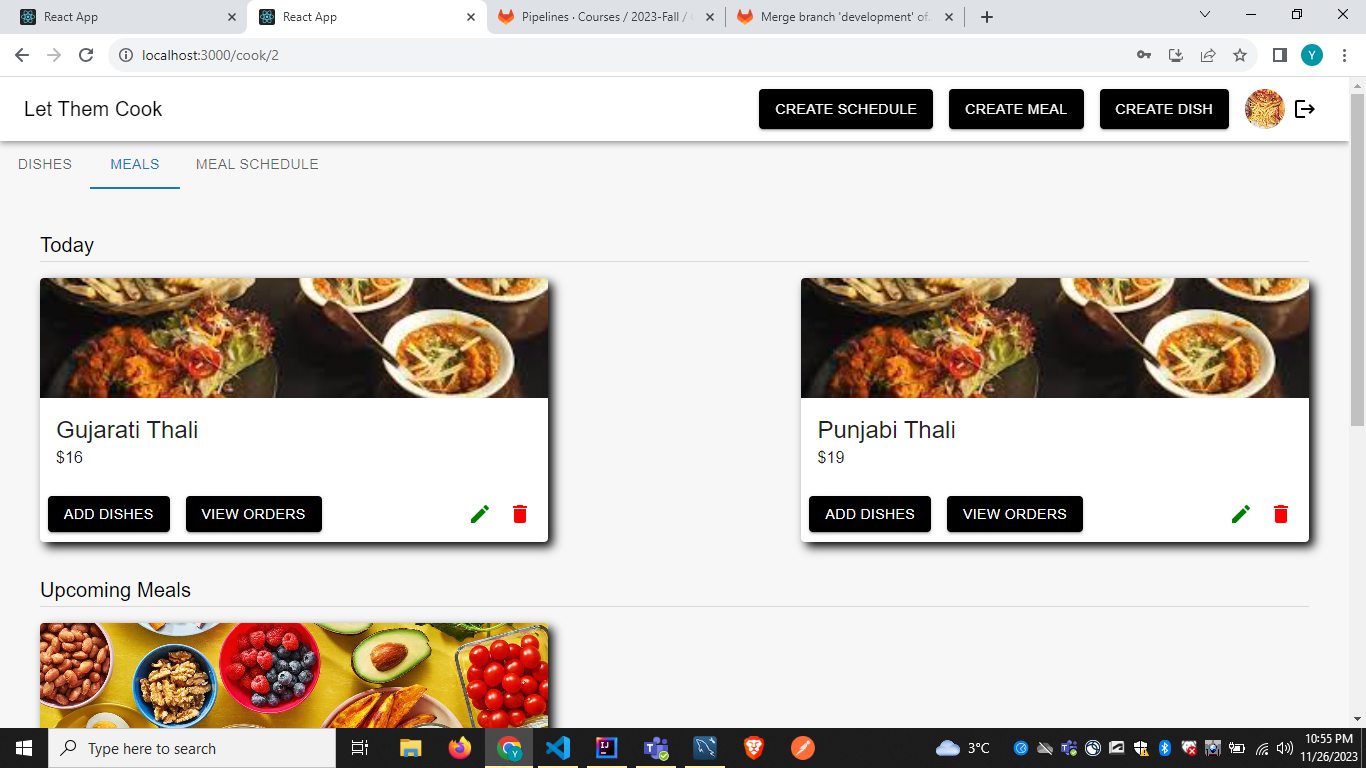 React App
React App
Pipelines · Courses / 2023-Fall /
Merge branch 'development' of
localhost:3000/cook/2
Y
Let Them Cook
CREATE SCHEDULE
CREATE MEAL
CREATE DISH
DISHES
MEALS
MEAL SCHEDULE
Today
Gujarati Thali
$16
ADD DISHES
VIEW ORDERS
Punjabi Thali
$19
ADD DISHES
VIEW ORDERS
Upcoming Meals
Type here to search
3°C
10:55 PM
11/26/2023